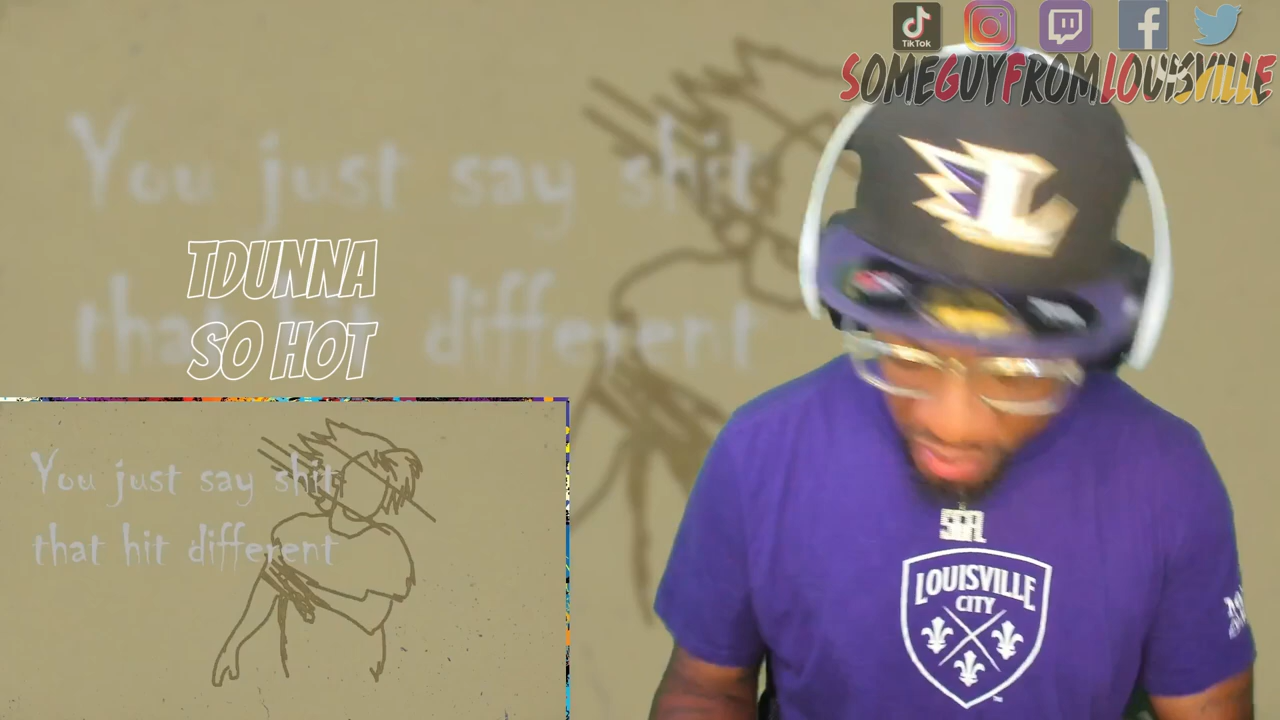 TikTok
SOMEGUYFROMLOUISVILLE
You just say shit
that hit different
TDUNNA
SO HOT
You just say shit
that hit different
L
SGFL
LOUISVILLE
CITY